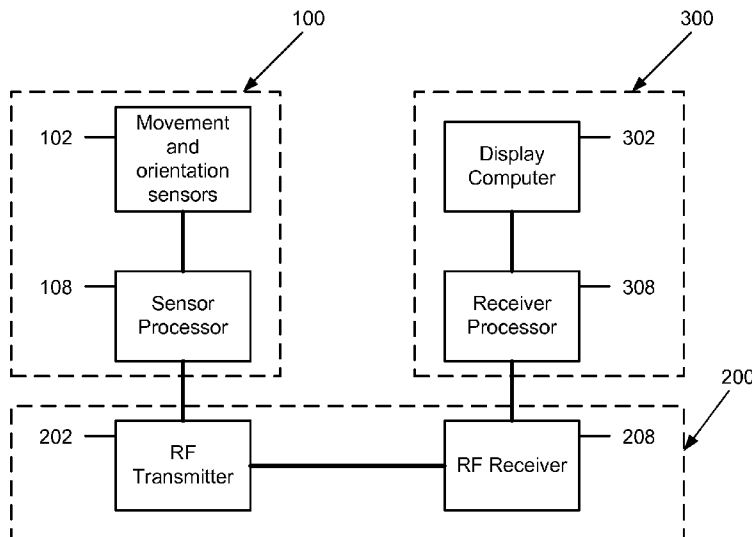 100
300
102
Movement
and
orientation
sensors
Display
Computer
302
108
Sensor
Processor
Receiver
Processor
308
200
202
RF
Transmitter
RF Receiver
208